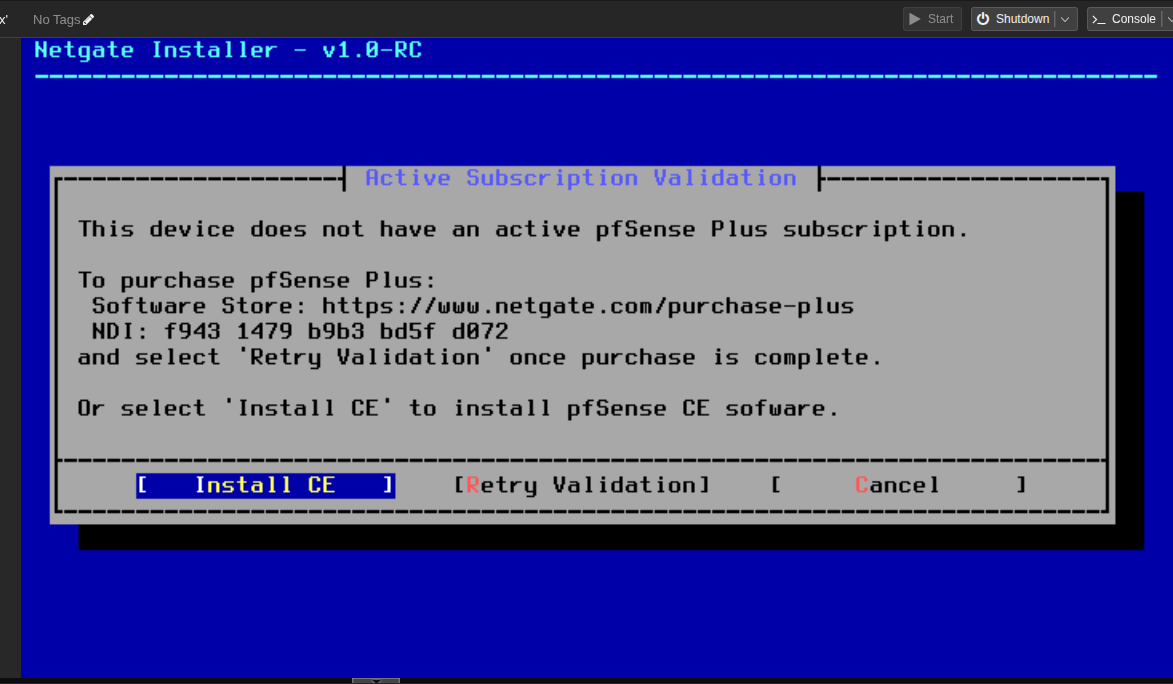 x'
No Tags
Start
Shutdown
Console
Netgate Installer - v1.0-RC
Active Subscription Validation
This device does not have an active pfSense Plus subscription.
To purchase pfSense Plus:
Software Store: https://www.netgate.com/purchase-plus
NDI: f943 1479 b9b3 bd5f d072
and select 'Retry Validation' once purchase is complete.
Or select 'Install CE' to install pfSense CE sofware.
[ Install CE ] [Retry Validation] [ Cancel ]